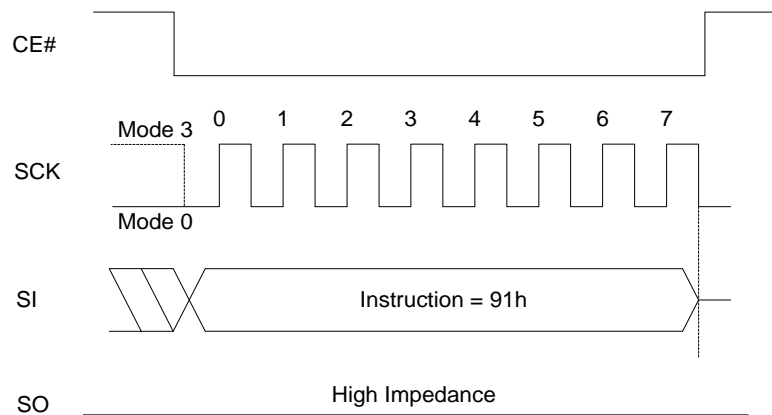 CE#
Mode 3
0 1 2 3 4 5 6 7
SCK
Mode 0
SI
Instruction = 91h
SO
High Impedance